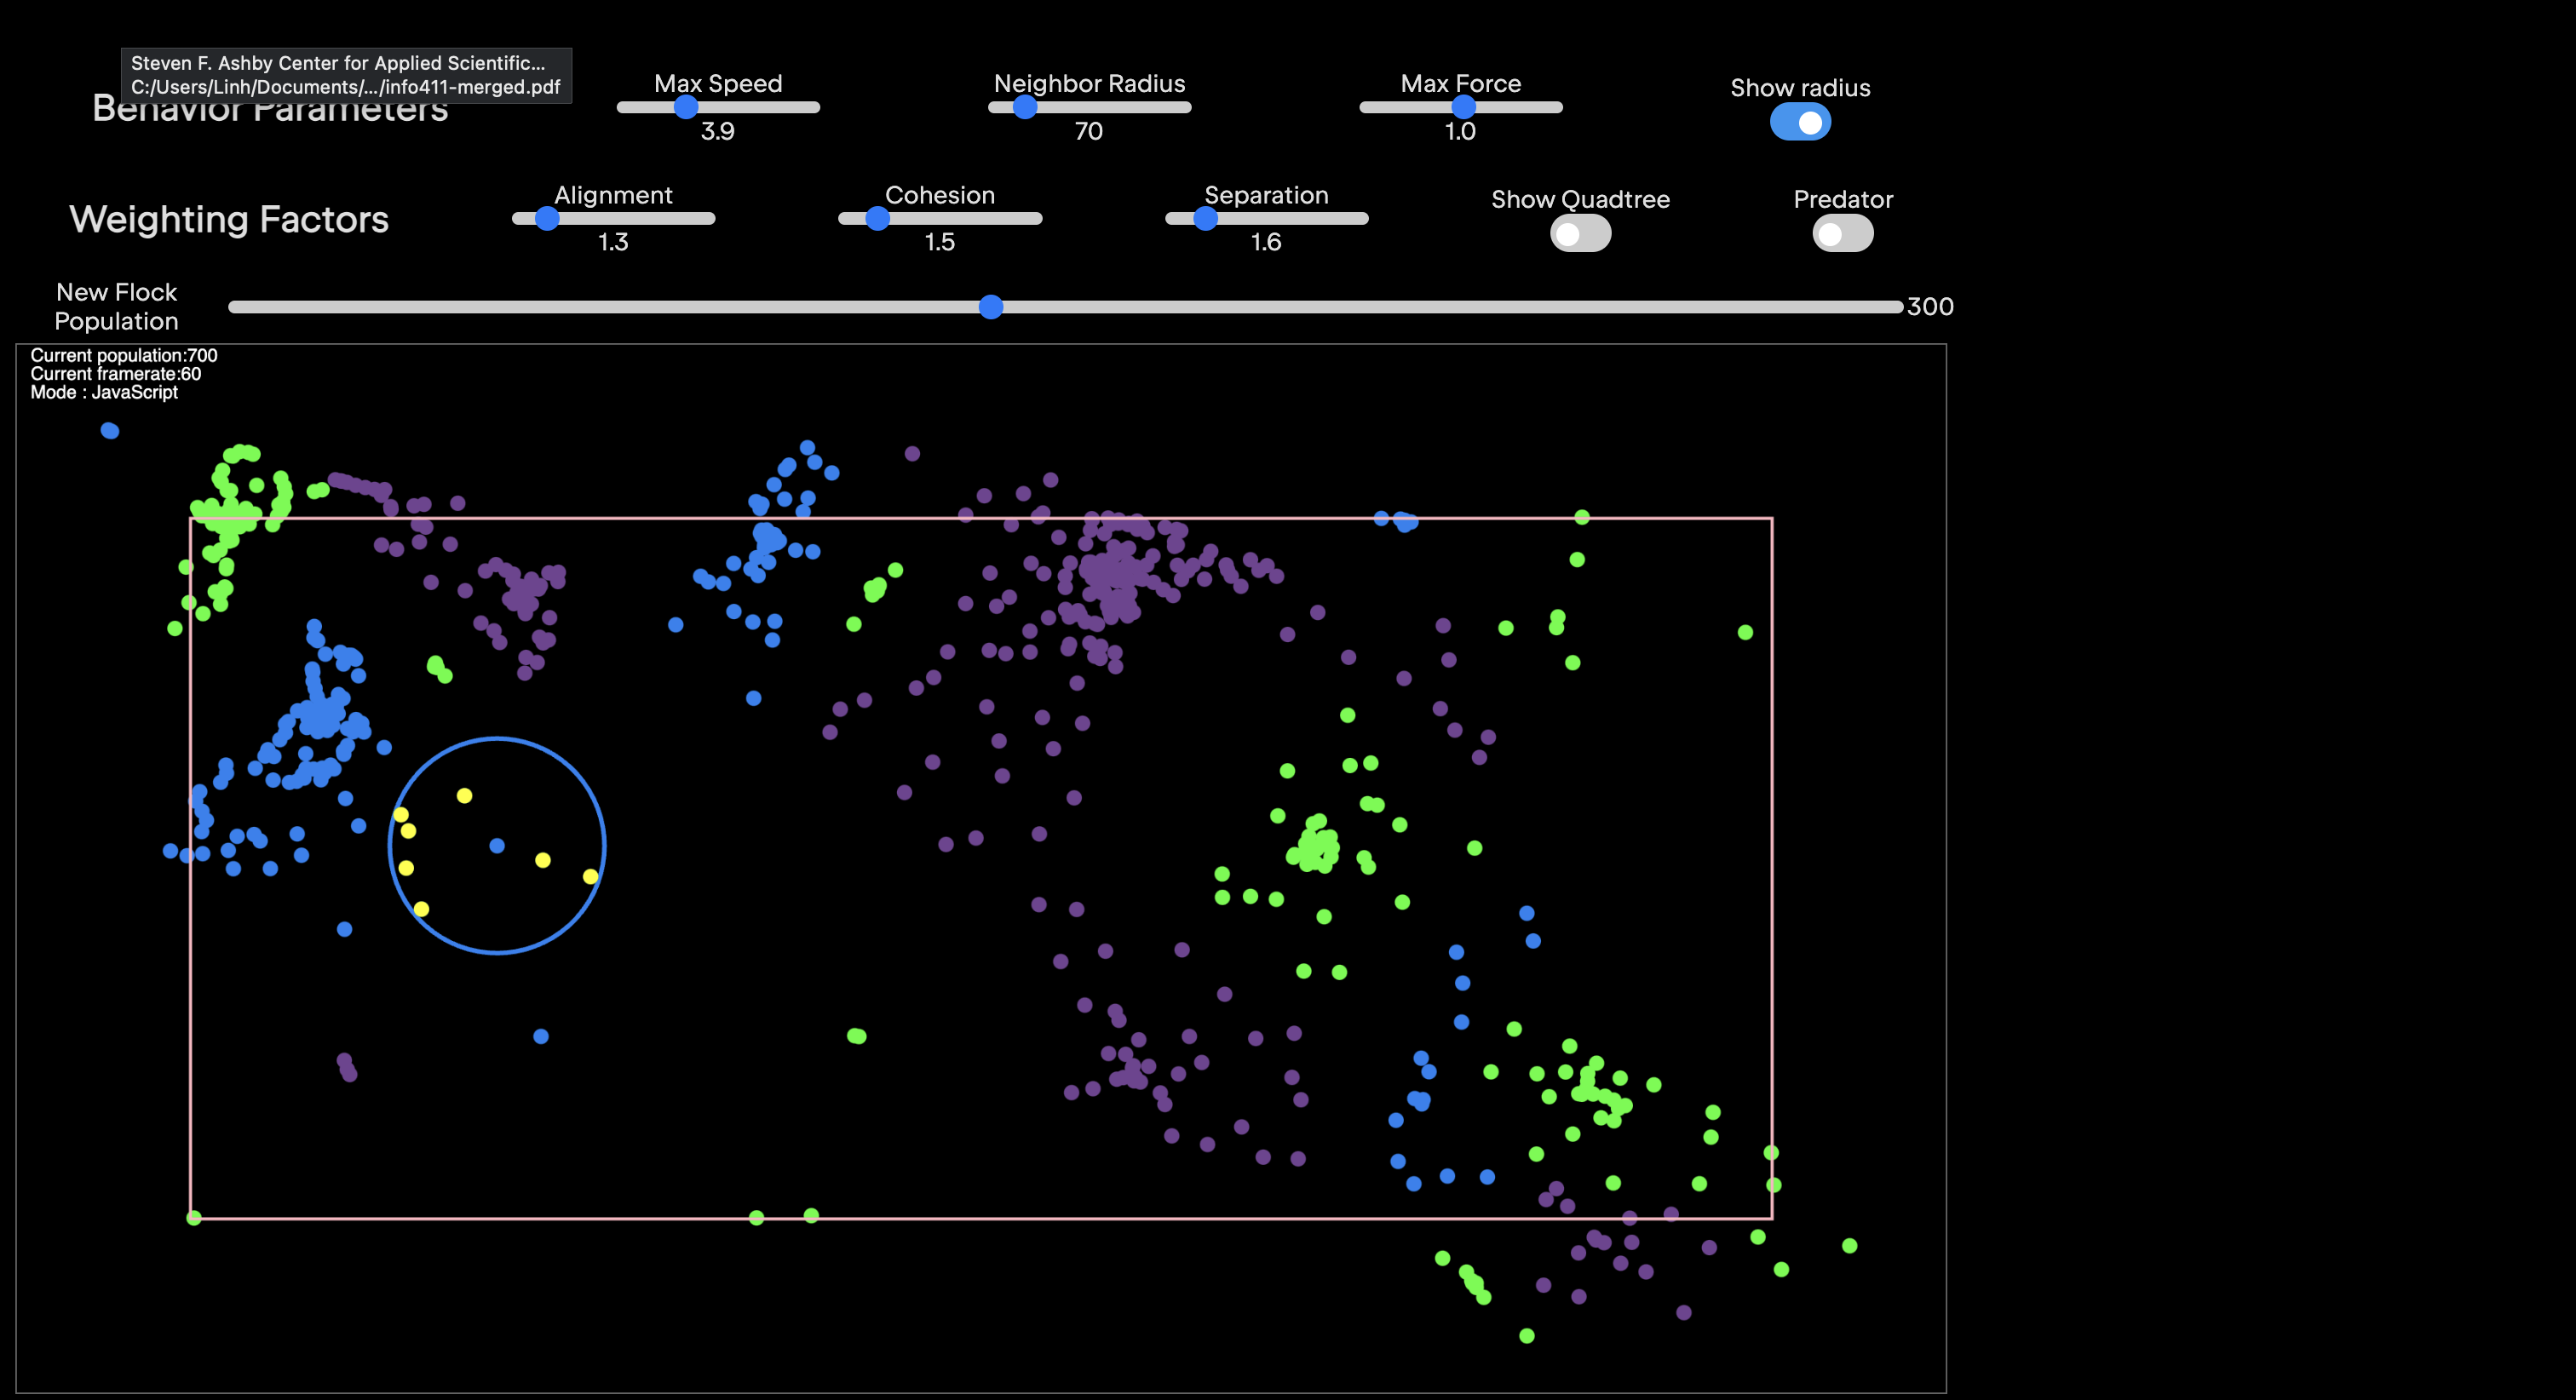 Steven F. Ashby Center for Applied Scientific...
C:/Users/Linh/Documents/.../info411-merged.pdf
Behavior Parameters
Max Speed
3.9
Neighbor Radius
70
Max Force
1.0
Show radius
Weighting Factors
Alignment
1.3
Cohesion
1.5
Separation
1.6
Show Quadtree
Predator
New Flock
Population
300
Current population:700
Current framerate:60
Mode : JavaScript